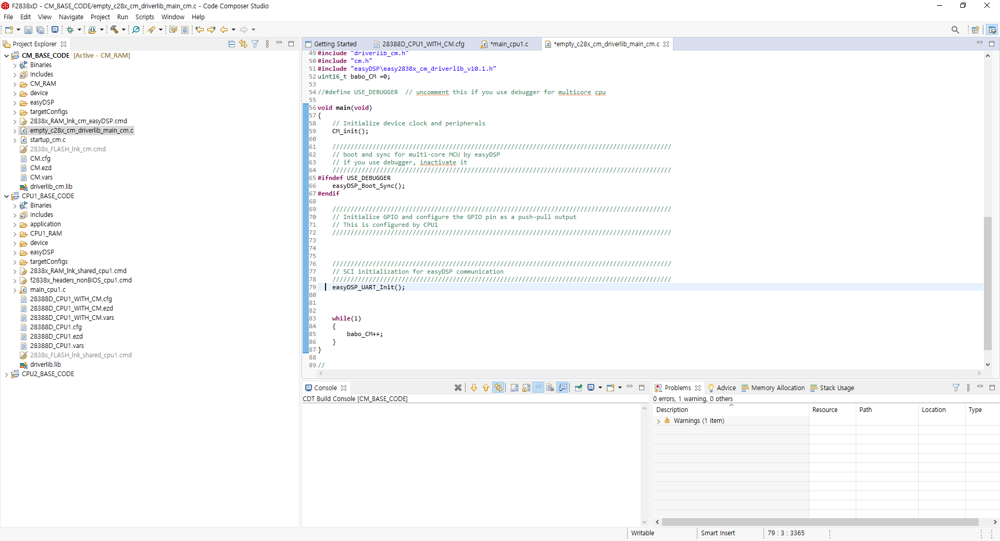 F2838xD - CM_BASE_CODE/empty_c28x_cm_driverlib_main_cm.c - Code Composer Studio
File Edit View Navigate Project Run Scripts Window Help
Project Explorer
CM_BASE_CODE [Active - CM_RAM]
Binaries
Includes
CM_RAM
device
easyDSP
targetConfigs
2838x_RAM_lnk_cm_easyDSP.cmd
empty_c28x_cm_driverlib_main_cm.c
startup_cm.c
2838x_FLASH_lnk_cm.cmd
CM.cfg
CM.ezd
CM.vars
driverlib_cm.lib
CPU1_BASE_CODE
Binaries
Includes
application
CPU1_RAM
device
easyDSP
targetConfigs
2838x_RAM_lnk_shared_cpu1.cmd
f2838x_headers_nonBIOS_cpu1.cmd
main_cpu1.c
28388D_CPU1_WITH_CM.cfg
28388D_CPU1_WITH_CM.ezd
28388D_CPU1_WITH_CM.vars
28388D_CPU1.cfg
28388D_CPU1.ezd
28388D_CPU1.vars
2838x_FLASH_lnk_shared_cpu1.cmd
driverlib.lib
CPU2_BASE_CODE
Getting Started 28388D_CPU1_WITH_CM.cfg *main_cpu1.c *empty_c28x_cm_driverlib_main_cm.c
49 #include "driverlib_cm.h"
50 #include "cm.h"
51 #include "easyDSP\easy2838x_cm_driverlib_v10.1.h"
52 uint16_t babo_CM =0;
53
54 //#define USE_DEBUGGER  // uncomment this if you use debugger for multicore cpu
55
56 void main(void)
57 {
58     // Initialize device clock and peripherals
59     CM_init();
60
61     /////////////////////////////////////////////////////////////////////////////////////////////
62     // boot and sync for multi-core MCU by easyDSP
63     // if you use debugger, inactivate it
64     /////////////////////////////////////////////////////////////////////////////////////////////
65 #ifndef USE_DEBUGGER
66     easyDSP_Boot_Sync();
67 #endif
68
69     /////////////////////////////////////////////////////////////////////////////////////////////
70     // Initialize GPIO and configure the GPIO pin as a push-pull output
71     // This is configured by CPU1
72     /////////////////////////////////////////////////////////////////////////////////////////////
73
74
75
76     /////////////////////////////////////////////////////////////////////////////////////////////
77     // SCI initialization for easyDSP communication
78     /////////////////////////////////////////////////////////////////////////////////////////////
79     easyDSP_UART_Init();
80
81
82
83     while(1)
84     {
85         babo_CM++;
86     }
87 }
88
89 //
Console
CDT Build Console [CM_BASE_CODE]
Problems Advice Memory Allocation Stack Usage
0 errors, 1 warning, 0 others
Description Resource Path Location Type
Warnings (1 item)
Writable Smart Insert 79 : 3 : 3365